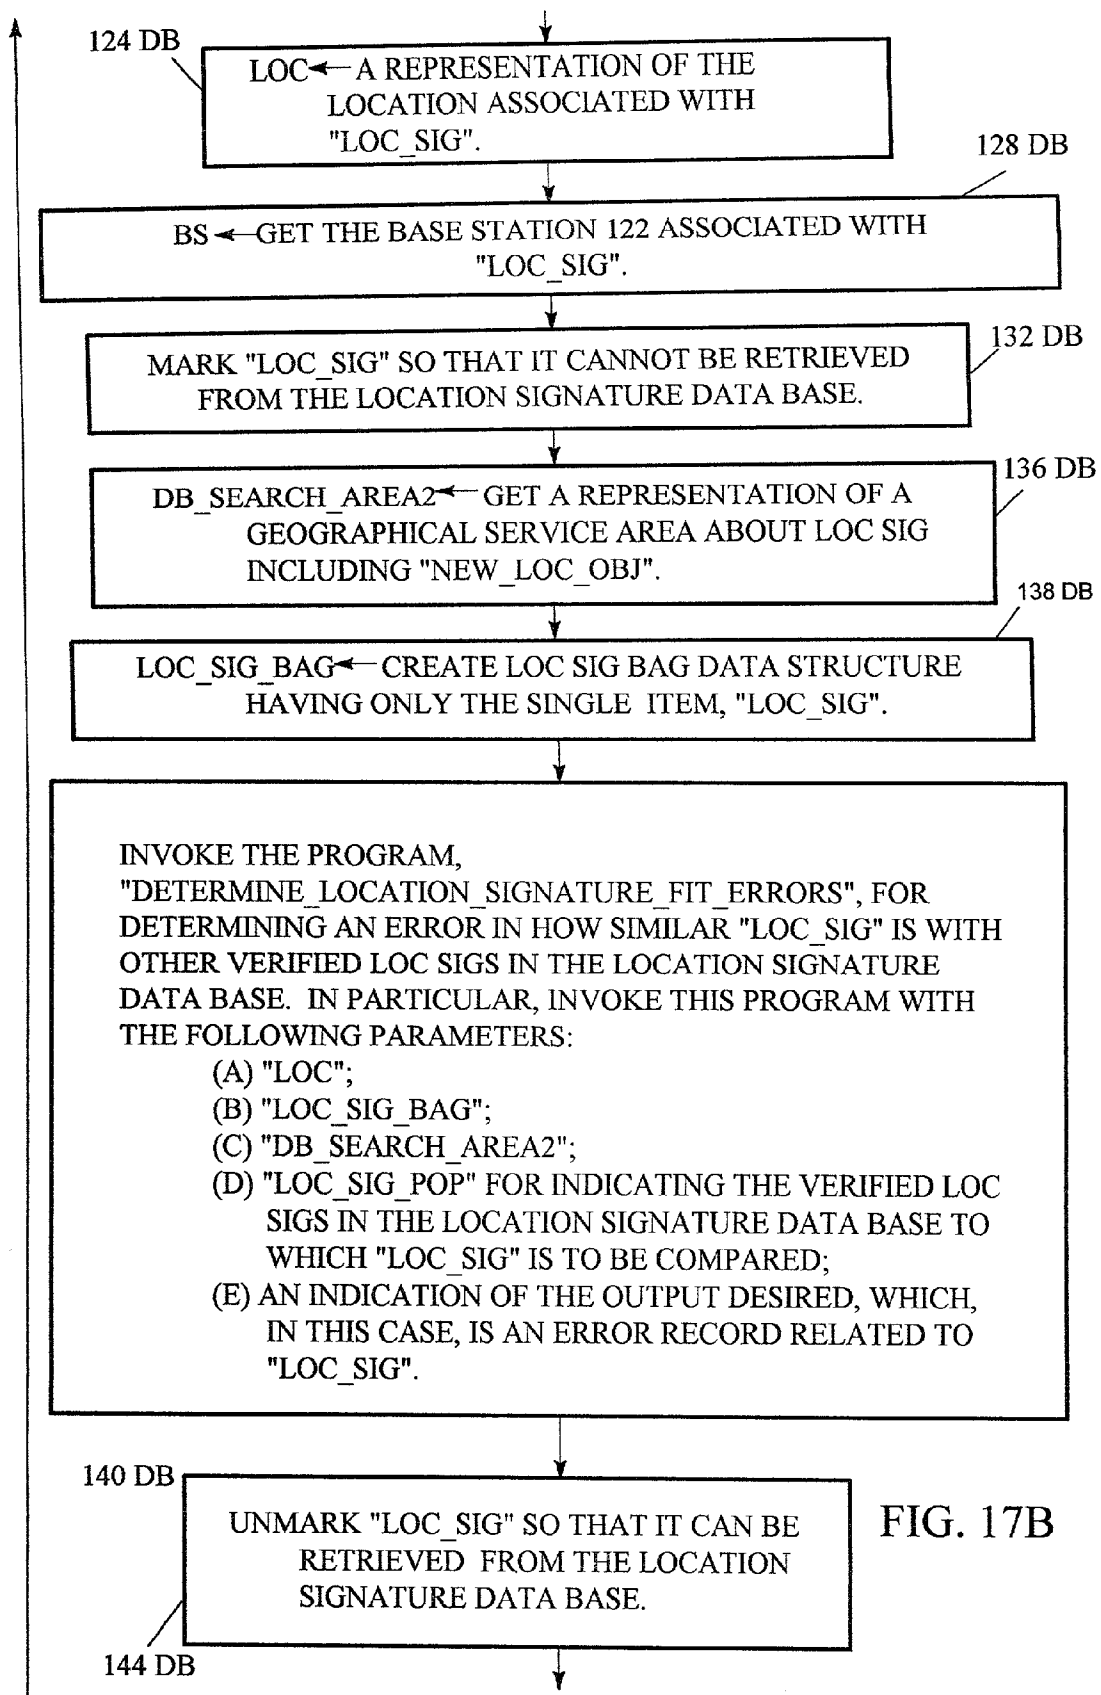 124 DB
LOC← A REPRESENTATION OF THE
LOCATION ASSOCIATED WITH
"LOC_SIG".
128 DB
BS ←GET THE BASE STATION 122 ASSOCIATED WITH
"LOC_SIG".
132 DB
MARK "LOC_SIG" SO THAT IT CANNOT BE RETRIEVED
FROM THE LOCATION SIGNATURE DATA BASE.
136 DB
DB_SEARCH_AREA2← GET A REPRESENTATION OF A
GEOGRAPHICAL SERVICE AREA ABOUT LOC SIG
INCLUDING "NEW_LOC_OBJ".
138 DB
LOC_SIG_BAG← CREATE LOC SIG BAG DATA STRUCTURE
HAVING ONLY THE SINGLE ITEM, "LOC_SIG".
INVOKE THE PROGRAM,
"DETERMINE_LOCATION_SIGNATURE_FIT_ERRORS", FOR
DETERMINING AN ERROR IN HOW SIMILAR "LOC_SIG" IS WITH
OTHER VERIFIED LOC SIGS IN THE LOCATION SIGNATURE
DATA BASE. IN PARTICULAR, INVOKE THIS PROGRAM WITH
THE FOLLOWING PARAMETERS:
(A) "LOC";
(B) "LOC_SIG_BAG";
(C) "DB_SEARCH_AREA2";
(D) "LOC_SIG_POP" FOR INDICATING THE VERIFIED LOC
SIGS IN THE LOCATION SIGNATURE DATA BASE TO
WHICH "LOC_SIG" IS TO BE COMPARED;
(E) AN INDICATION OF THE OUTPUT DESIRED, WHICH,
IN THIS CASE, IS AN ERROR RECORD RELATED TO
"LOC_SIG".
140 DB
UNMARK "LOC_SIG" SO THAT IT CAN BE
RETRIEVED FROM THE LOCATION
SIGNATURE DATA BASE.
FIG. 17B
144 DB